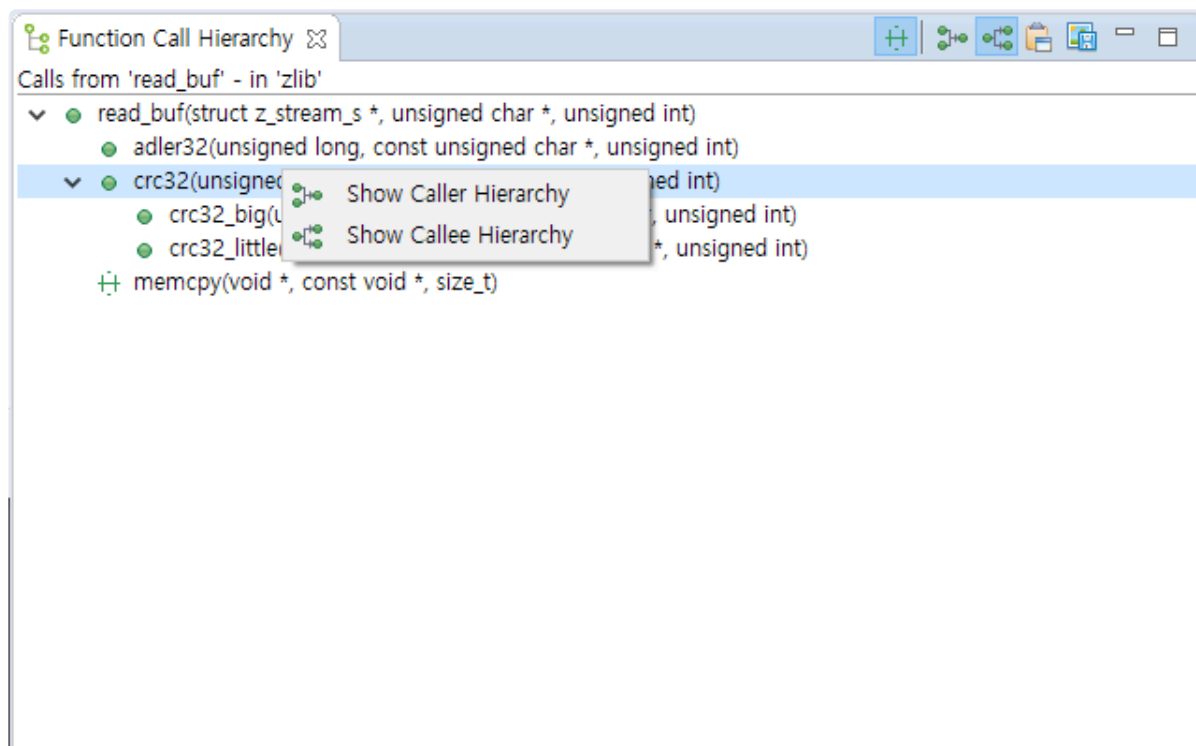 Function Call Hierarchy
Calls from 'read_buf' - in 'zlib'
read_buf(struct z_stream_s *, unsigned char *, unsigned int)
adler32(unsigned long, const unsigned char *, unsigned int)
crc32(unsigned ned int)
Show Caller Hierarchy
crc32_big(u , unsigned int)
Show Callee Hierarchy
crc32_little( *, unsigned int)
memcpy(void *, const void *, size_t)